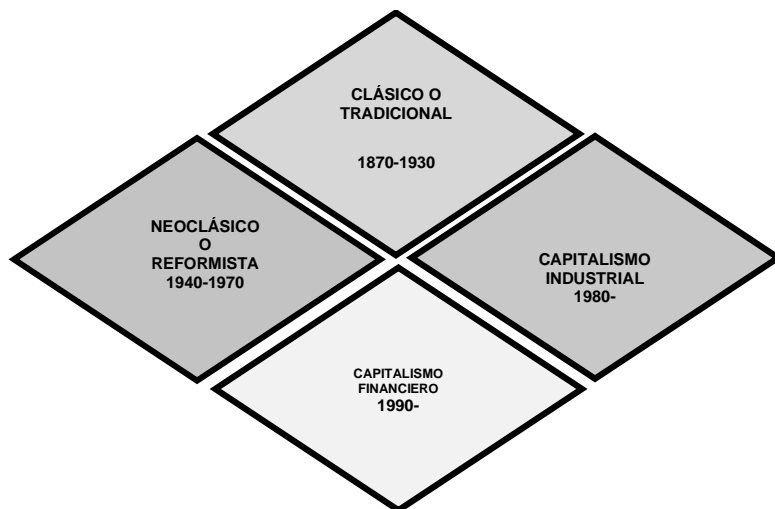 CLÁSICO O
TRADICIONAL
1870-1930
NEOCLÁSICO
O
REFORMISTA
1940-1970
CAPITALISMO
INDUSTRIAL
1980-
CAPITALISMO
FINANCIERO
1990-